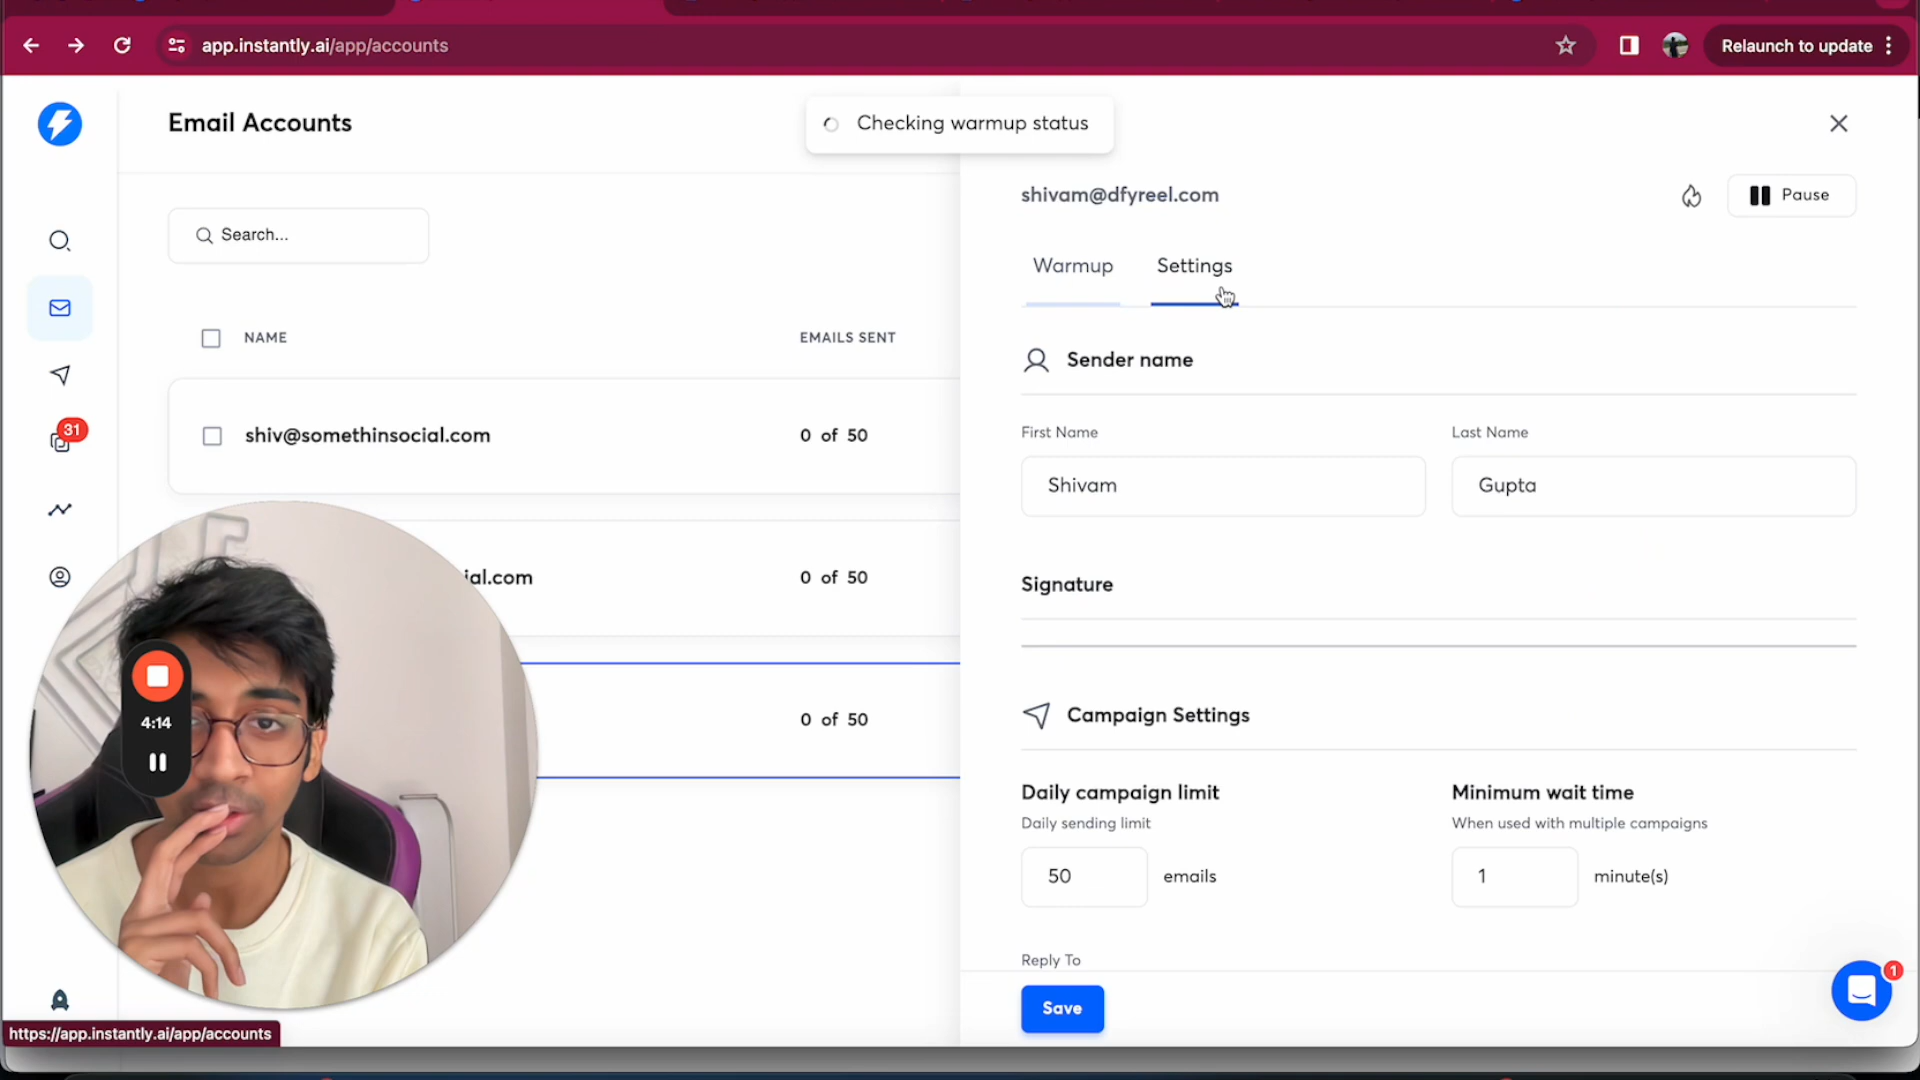 app.instantly.ai/app/accounts
Relaunch to update
Email Accounts
Checking warmup status
Search...
shivam@dfyreel.com
Pause
Warmup
Settings
NAME
EMAILS SENT
Sender name
First Name
Last Name
Shivam
Gupta
shiv@somethinsocial.com
0 of 50
31
ial.com
0 of 50
Signature
0 of 50
Campaign Settings
4:14
Daily campaign limit
Minimum wait time
Daily sending limit
When used with multiple campaigns
50
emails
1
minute(s)
Reply To
1
Save
https://app.instantly.ai/app/accounts